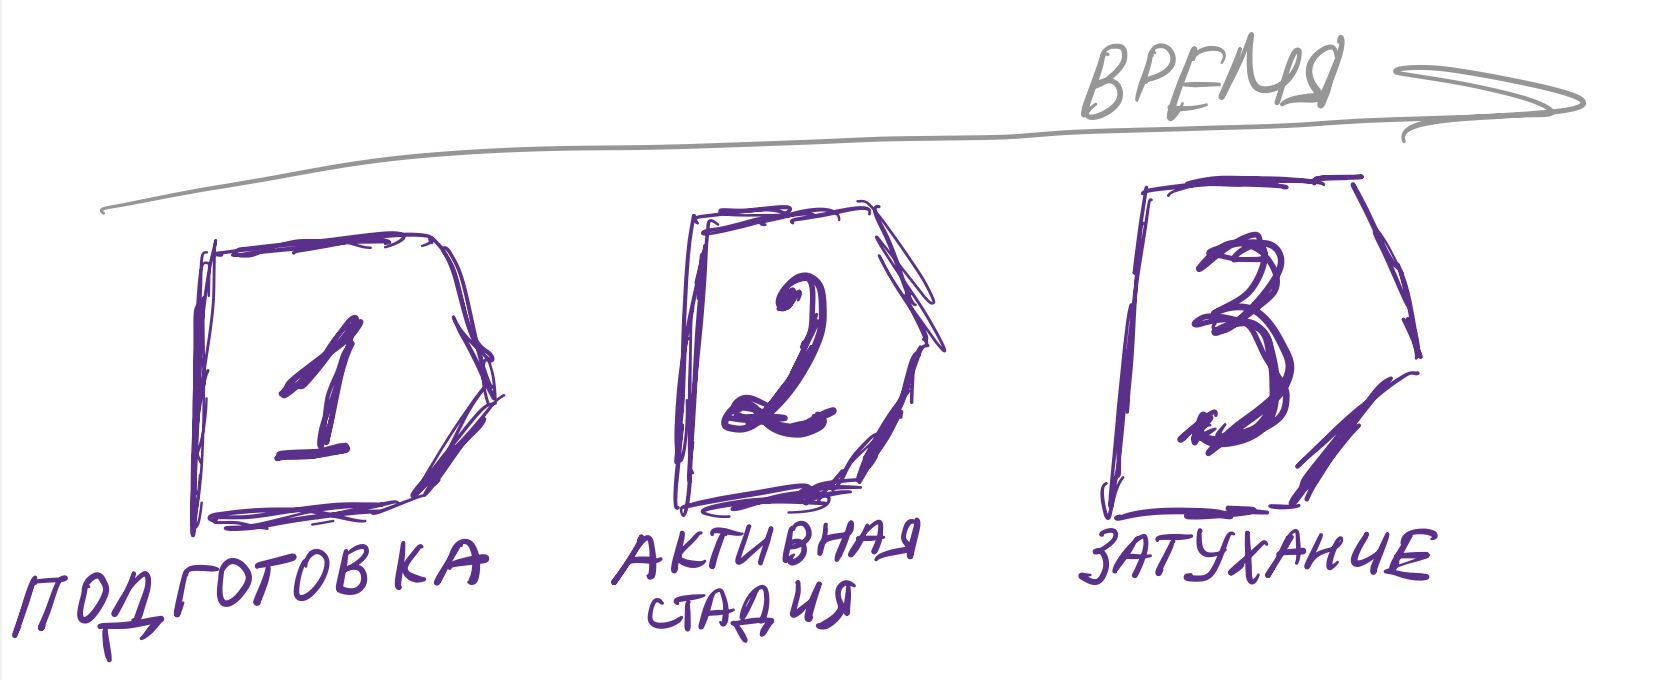 ВРЕМЯ
1
2
3
ПОДГОТОВКА
АКТИВНАЯ
СТАДИЯ
ЗАТУХАНИЕ